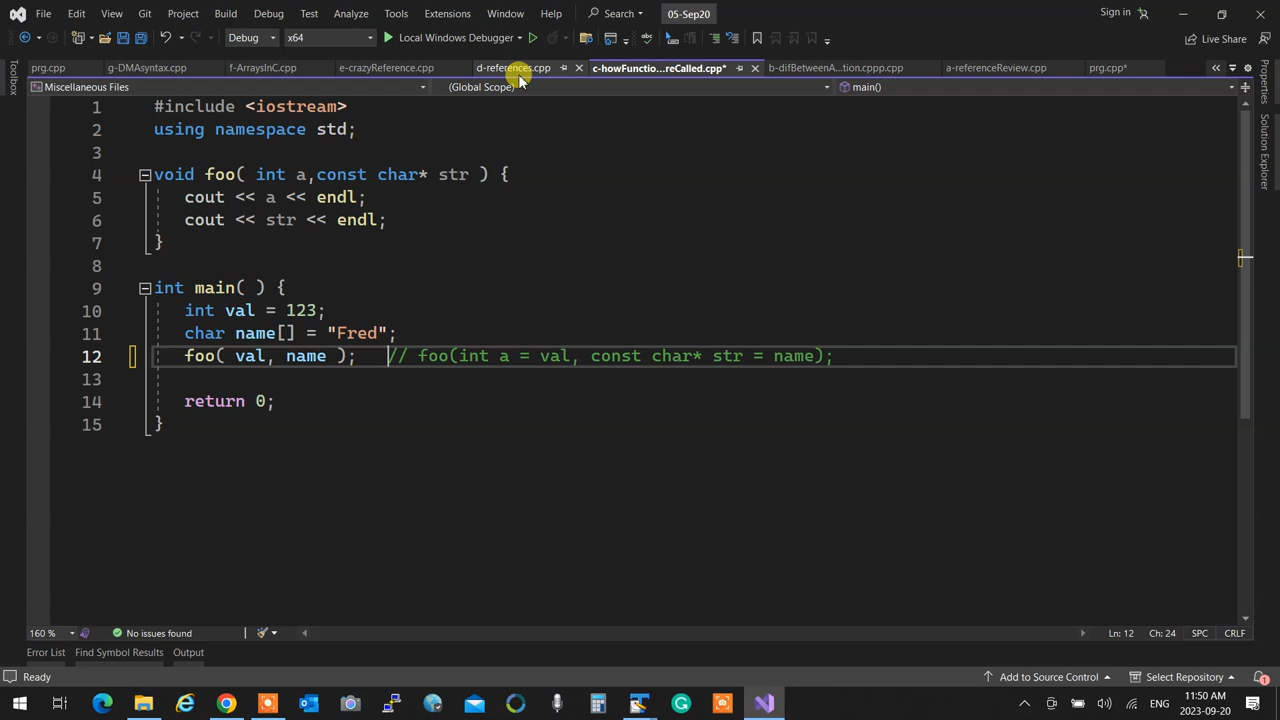 File Edit View Git Project Build Debug Test Analyze Tools Extensions Window Help Search 05-Sep20 Sign in
Debug x64 Local Windows Debugger Live Share
prg.cpp g-DMAsyntax.cpp f-ArraysInC.cpp e-crazyReference.cpp d-references.cpp c-howFunctio...reCalled.cpp* b-difBetweenA...tion.cppp.cpp a-referenceReview.cpp prg.cpp*
Toolbox
Miscellaneous Files (Global Scope) main()
1 #include <iostream>
2 using namespace std;
3
4 void foo( int a,const char* str ) {
5 cout << a << endl;
6 cout << str << endl;
7 }
8
9 int main( ) {
10 int val = 123;
11 char name[] = "Fred";
12 foo( val, name ); // foo(int a = val, const char* str = name);
13
14 return 0;
15 }
Properties
Solution Explorer
160 % No issues found Ln: 12 Ch: 24 SPC CRLF
Error List Find Symbol Results Output
Ready Add to Source Control Select Repository 1
11:50 AM
ENG
2023-09-20